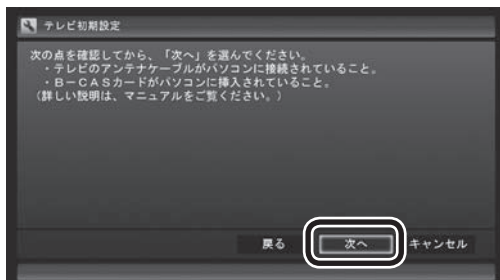 テレビ初期設定
次の点を確認してから、「次へ」を選んでください。
・テレビのアンテナケーブルがパソコンに接続されていること。
・B－CASカードがパソコンに挿入されていること。
（詳しい説明は、マニュアルをご覧ください。）
戻る 次へ キャンセル